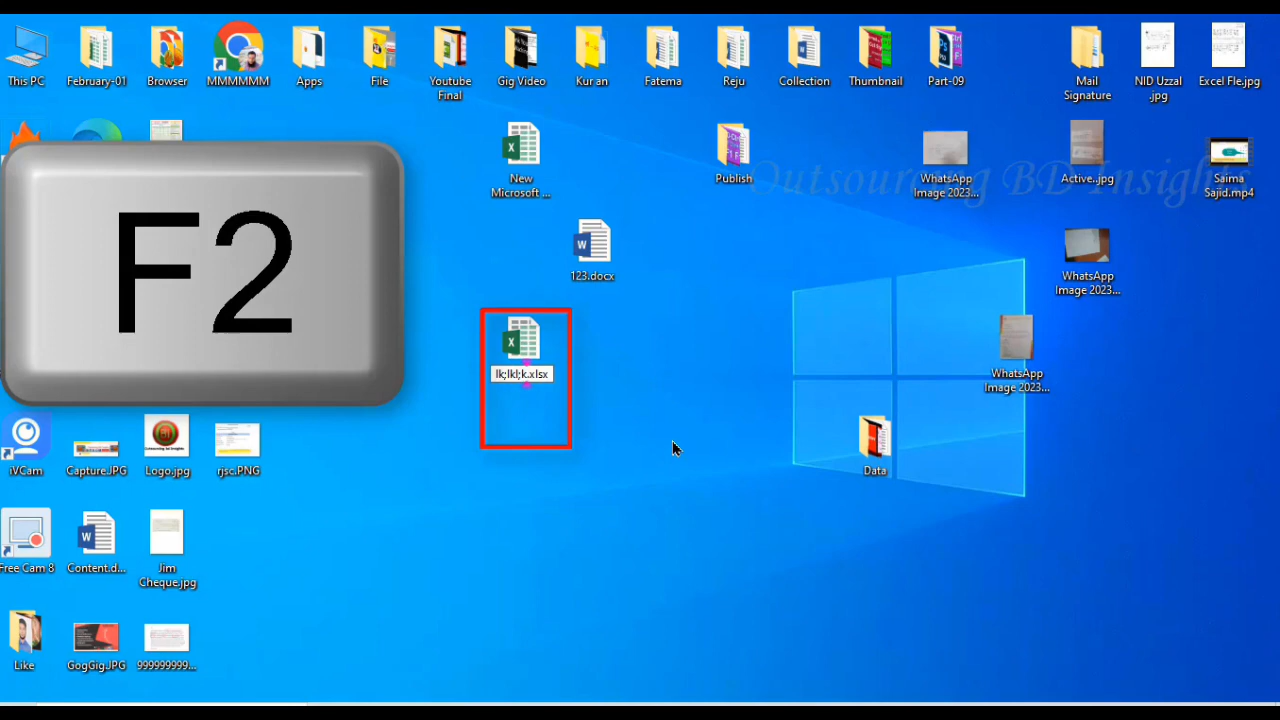 This PC
February-01
Browser
MMMMMM
Apps
File
Youtube
Final
Gig Video
Kur an
Fatema
Reju
Collection
Thumbnail
Part-09
Mail
Signature
NID Uzzal
.jpg
Excel Fle.jpg
New
Microsoft ...
Publish
WhatsApp
Image 2023...
Active..jpg
Saima
Sajid.mp4
Outsourcing BD Insights
F2
123.docx
WhatsApp
Image 2023...
lk;lkl;k.xlsx
WhatsApp
Image 2023...
iVCam
Capture.JPG
Logo.jpg
rjsc.PNG
Data
Free Cam 8
Content.d...
Jim
Cheque.jpg
Like
GogGig.JPG
999999999...